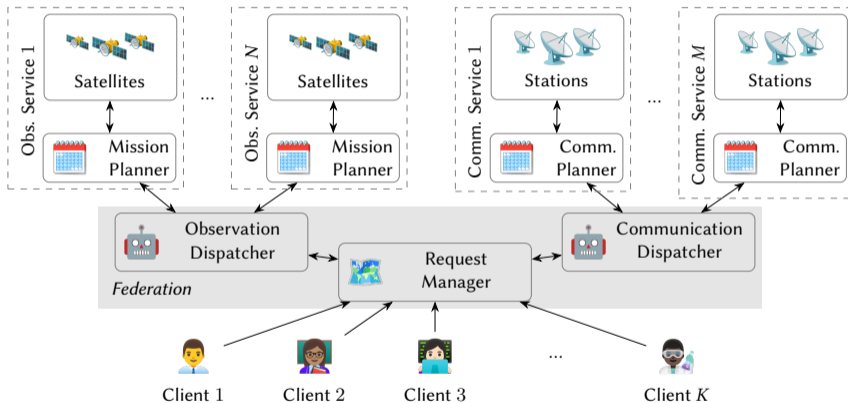 Obs. Service 1
Satellites
Mission
Planner
...
Obs. Service N
Satellites
Mission
Planner
Comm. Service 1
Stations
Comm.
Planner
...
Comm. Service M
Stations
Comm.
Planner
Observation
Dispatcher
Request
Manager
Communication
Dispatcher
Federation
Client 1
Client 2
Client 3
...
Client K